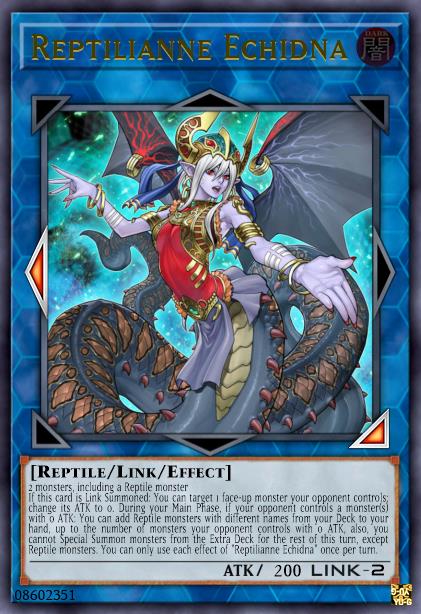 REPTILIANNE ECHIDNA
DARK
闇
[REPTILE/LINK/EFFECT]
2 monsters, including a Reptile monster
If this card is Link Summoned: You can target 1 face-up monster your opponent controls;
change its ATK to 0. During your Main Phase, if your opponent controls a monster(s)
with 0 ATK: You can add Reptile monsters with different names from your Deck to your
hand, up to the number of monsters your opponent controls with 0 ATK, also, you
cannot Special Summon monsters from the Extra Deck for the rest of this turn, except
Reptile monsters. You can only use each effect of "Reptilianne Echidna" once per turn.
ATK/ 200 LINK-2
08602351